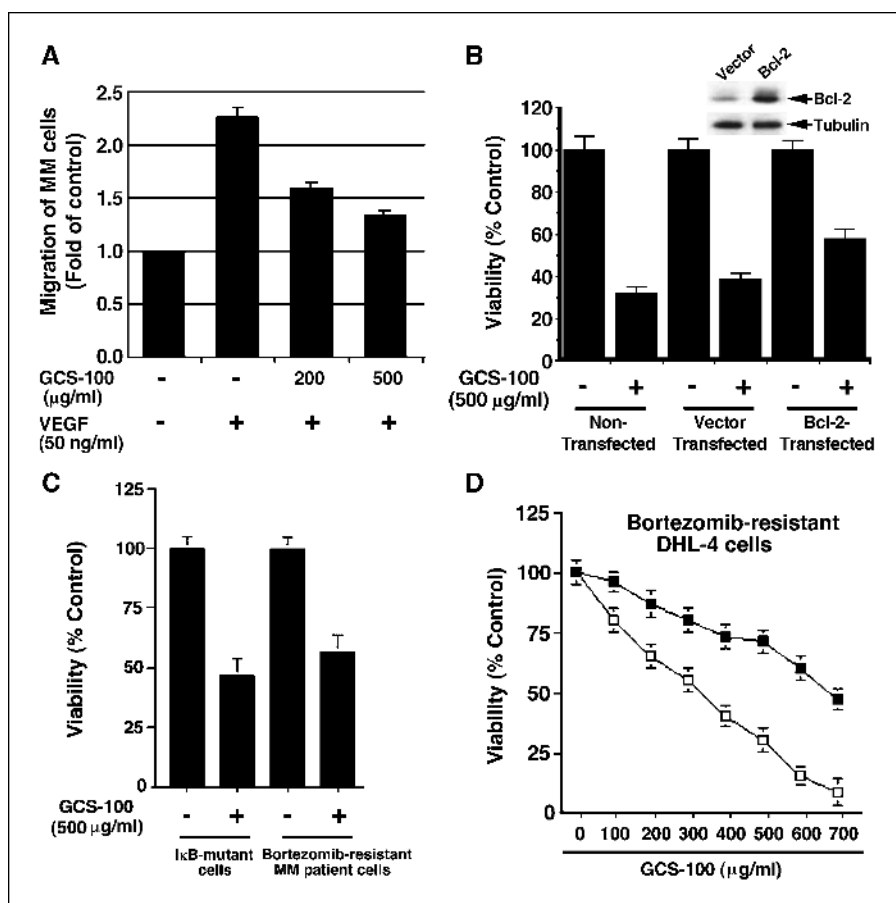 A
Migration of MM cells
(Fold of control)
2.5
2.0
1.5
1.0
0.5
0.0
GCS-100
(μg/ml)
- - 200 500
VEGF
(50 ng/ml)
- + + +
B
Vector Bcl-2
Bcl-2
Tubulin
Viability (% Control)
120
100
80
60
40
20
0
GCS-100
(500 μg/ml)
- + - + - +
Non-
Transfected
Vector
Transfected
Bcl-2-
Transfected
C
Viability (% Control)
125
100
75
50
25
0
GCS-100
(500 μg/ml)
- + - +
IκB-mutant
cells
Bortezomib-resistant
MM patient cells
D
Bortezomib-resistant
DHL-4 cells
Viability (% Control)
125
100
75
50
25
0
0 100 200 300 400 500 600 700
GCS-100 (μg/ml)